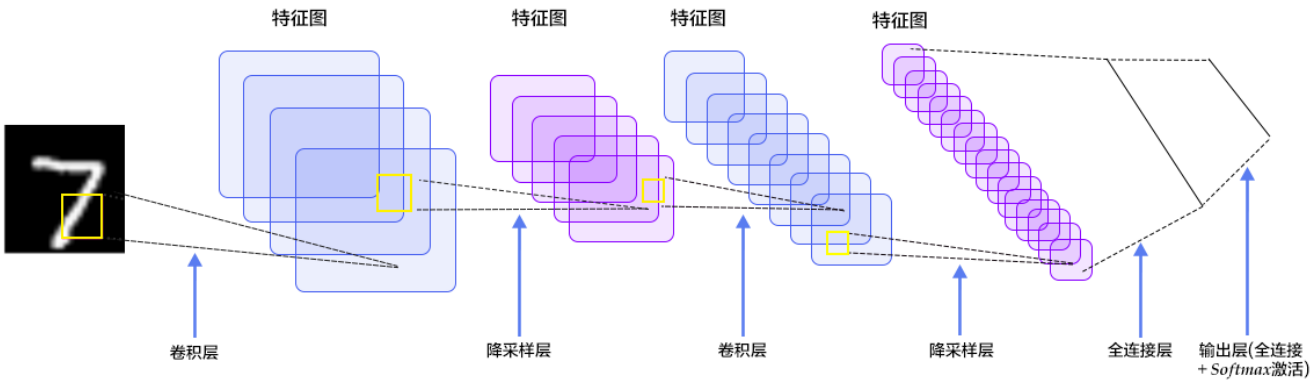 特征图
特征图
特征图
特征图
卷积层
降采样层
卷积层
降采样层
全连接层
输出层(全连接
+ Softmax激活)
7